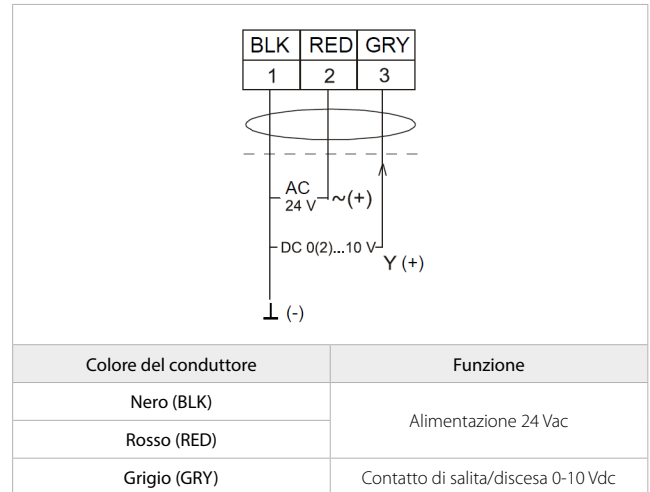 BLK RED GRY
1 2 3
AC
24 V ~(+)
DC 0(2)...10 V
Y (+)
⊥ (-)
Colore del conduttore Funzione
Nero (BLK)
Alimentazione 24 Vac
Rosso (RED)
Grigio (GRY) Contatto di salita/discesa 0-10 Vdc